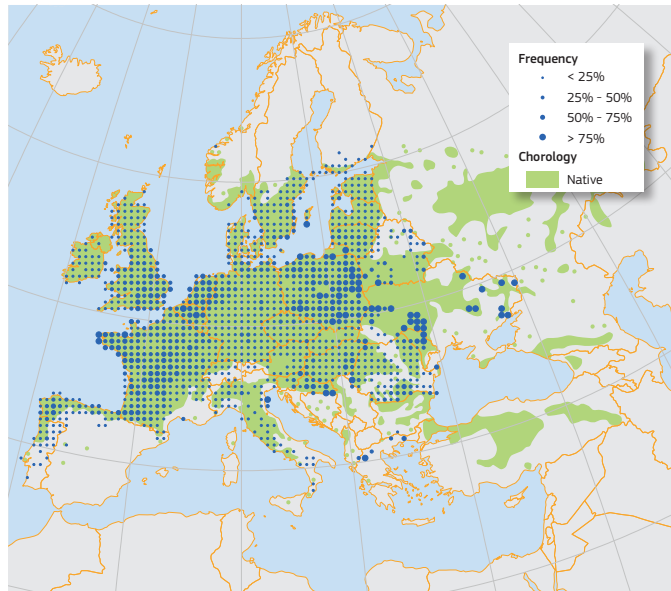 Frequency
< 25%
25% - 50%
50% - 75%
> 75%
Chorology
Native